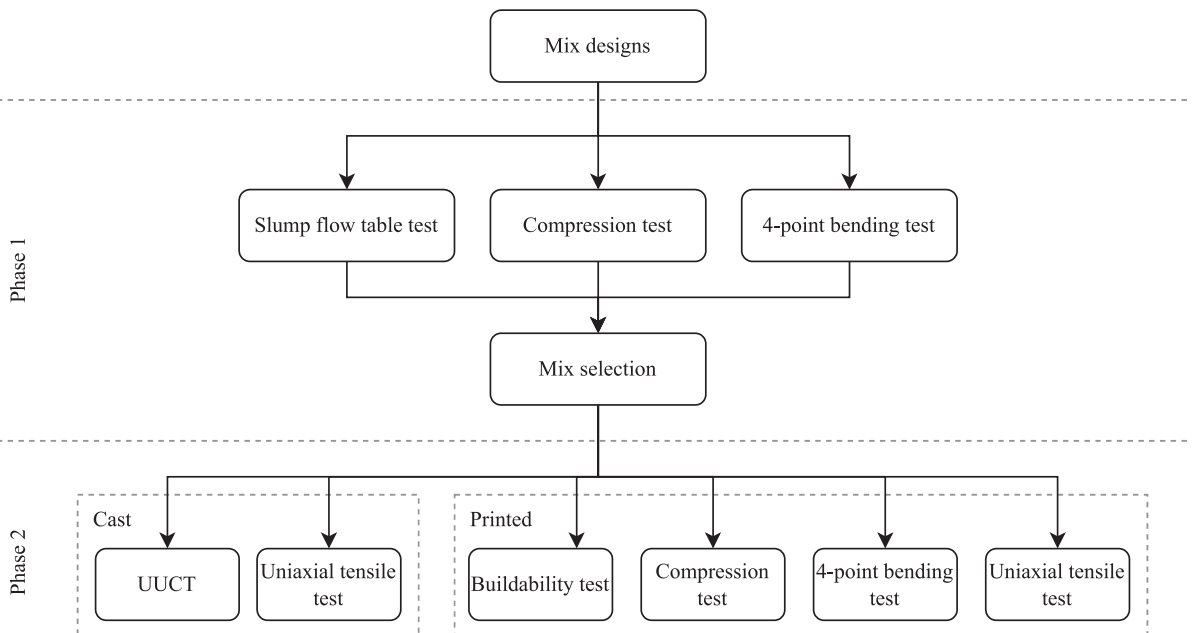 Mix designs
Phase 1
Slump flow table test
Compression test
4-point bending test
Mix selection
Phase 2
Cast
UUCT
Uniaxial tensile
test
Printed
Buildability test
Compression
test
4-point bending
test
Uniaxial tensile
test